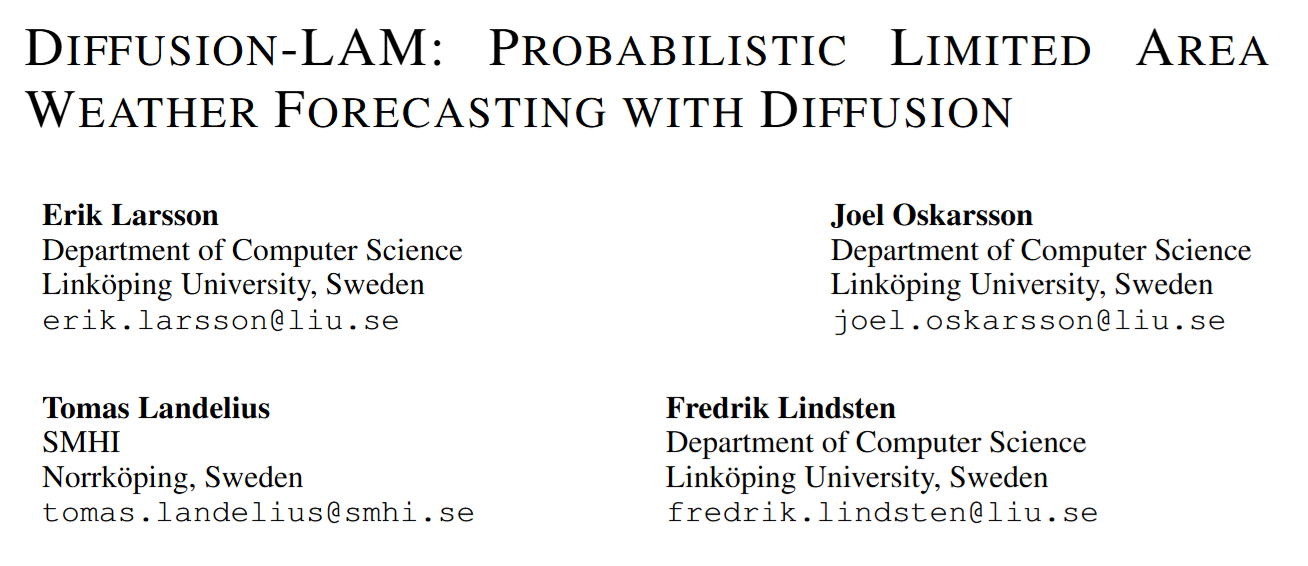 DIFFUSION-LAM: PROBABILISTIC LIMITED AREA
WEATHER FORECASTING WITH DIFFUSION
Erik Larsson
Department of Computer Science
Linköping University, Sweden
erik.larsson@liu.se
Joel Oskarsson
Department of Computer Science
Linköping University, Sweden
joel.oskarsson@liu.se
Tomas Landelius
SMHI
Norrköping, Sweden
tomas.landelius@smhi.se
Fredrik Lindsten
Department of Computer Science
Linköping University, Sweden
fredrik.lindsten@liu.se